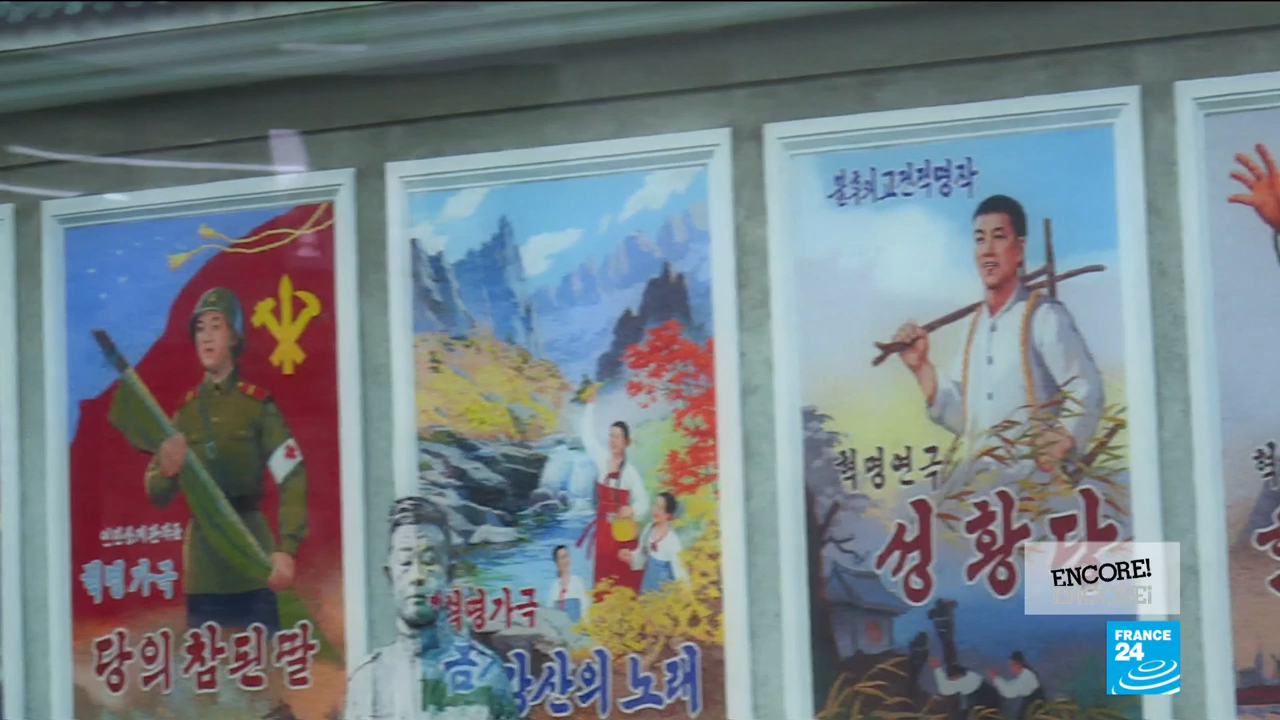 혁명가극
당의 참된 딸
혁명가극
금강산의 노래
불후의 고전적 명작
혁명연극
성황당
ENCORE!
FRANCE
24